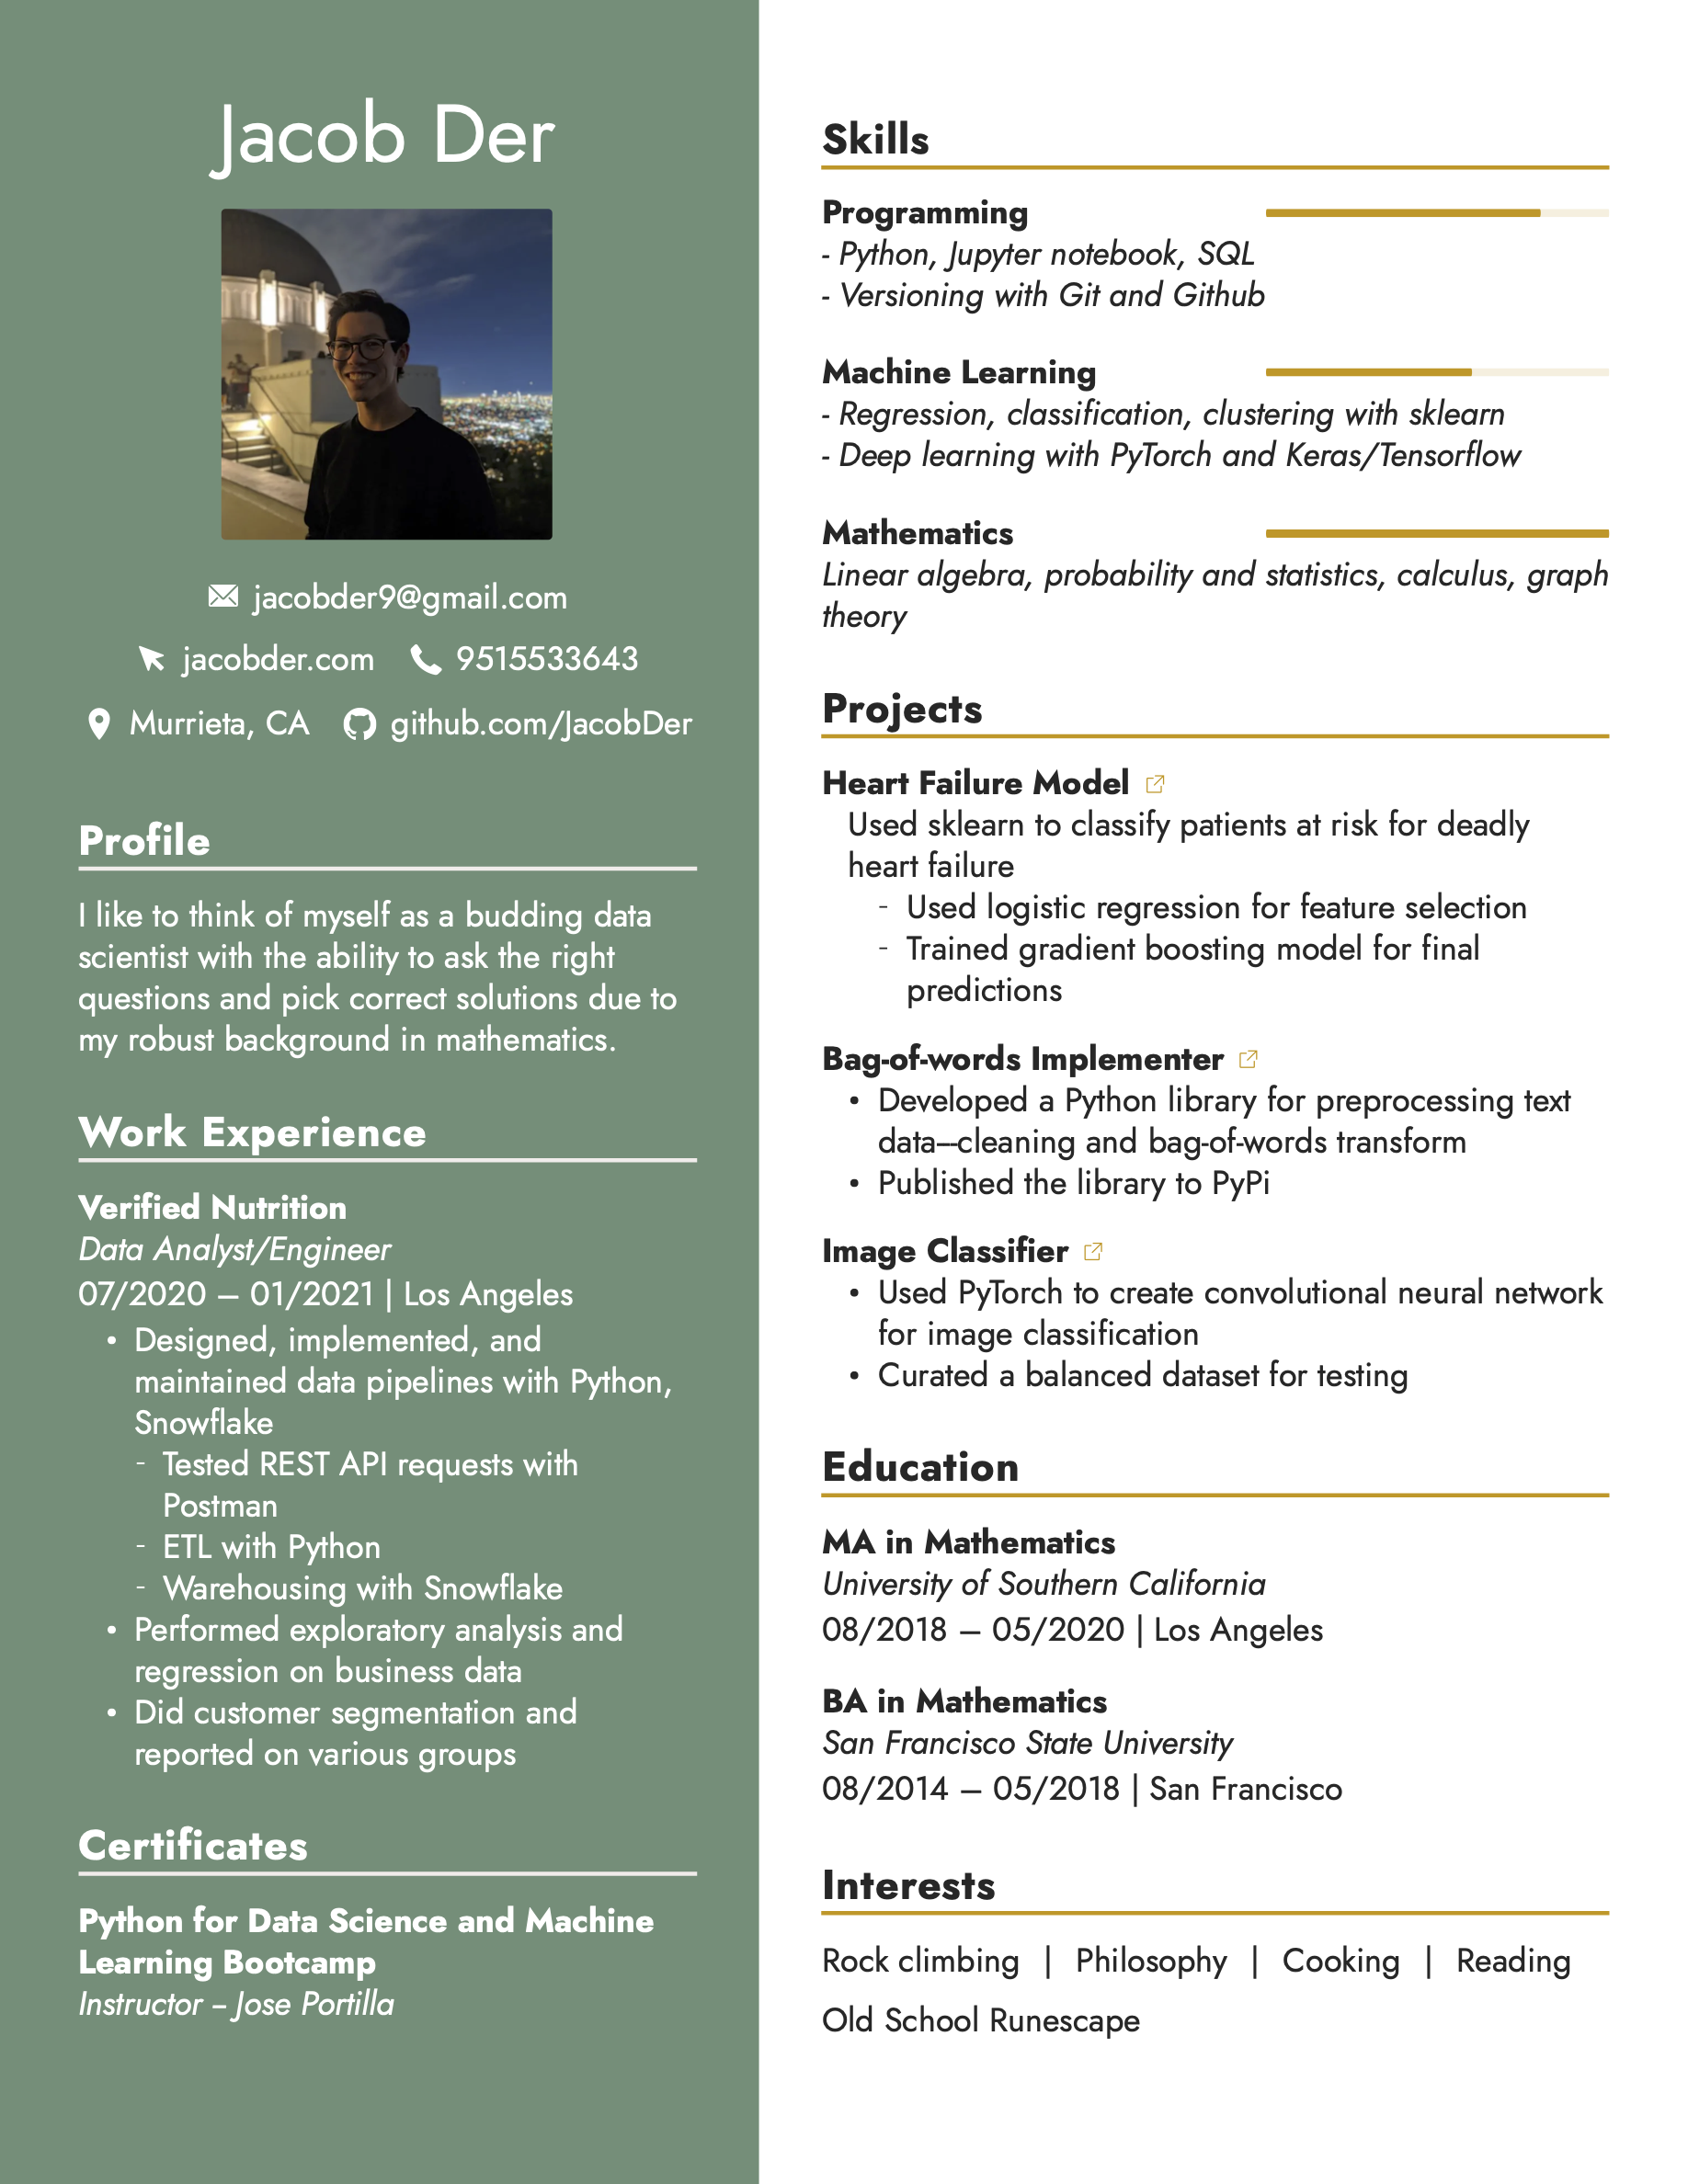 Jacob Der
jacobder9@gmail.com
jacobder.com 9515533643
Murrieta, CA github.com/JacobDer
Profile
I like to think of myself as a budding data
scientist with the ability to ask the right
questions and pick correct solutions due to
my robust background in mathematics.
Work Experience
Verified Nutrition
Data Analyst/Engineer
07/2020 – 01/2021 | Los Angeles
• Designed, implemented, and
maintained data pipelines with Python,
Snowflake
- Tested REST API requests with
Postman
- ETL with Python
- Warehousing with Snowflake
• Performed exploratory analysis and
regression on business data
• Did customer segmentation and
reported on various groups
Certificates
Python for Data Science and Machine
Learning Bootcamp
Instructor – Jose Portilla
Skills
Programming
- Python, Jupyter notebook, SQL
- Versioning with Git and Github
Machine Learning
- Regression, classification, clustering with sklearn
- Deep learning with PyTorch and Keras/Tensorflow
Mathematics
Linear algebra, probability and statistics, calculus, graph
theory
Projects
Heart Failure Model
Used sklearn to classify patients at risk for deadly
heart failure
- Used logistic regression for feature selection
- Trained gradient boosting model for final
predictions
Bag-of-words Implementer
• Developed a Python library for preprocessing text
data--cleaning and bag-of-words transform
• Published the library to PyPi
Image Classifier
• Used PyTorch to create convolutional neural network
for image classification
• Curated a balanced dataset for testing
Education
MA in Mathematics
University of Southern California
08/2018 – 05/2020 | Los Angeles
BA in Mathematics
San Francisco State University
08/2014 – 05/2018 | San Francisco
Interests
Rock climbing | Philosophy | Cooking | Reading
Old School Runescape